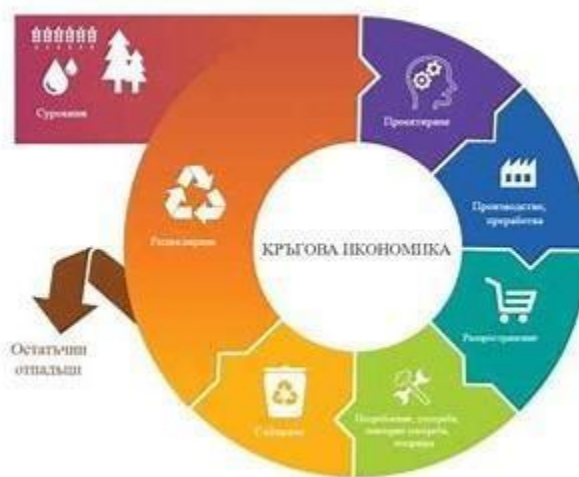 Суровини
Проектиране
Производство,
преработка
Рециклиране
КРЪГОВА ИКОНОМИКА
Разпространение
Остатъчни
отпадъци
Потребление, употреба,
повторна употреба,
поправка
Събиране